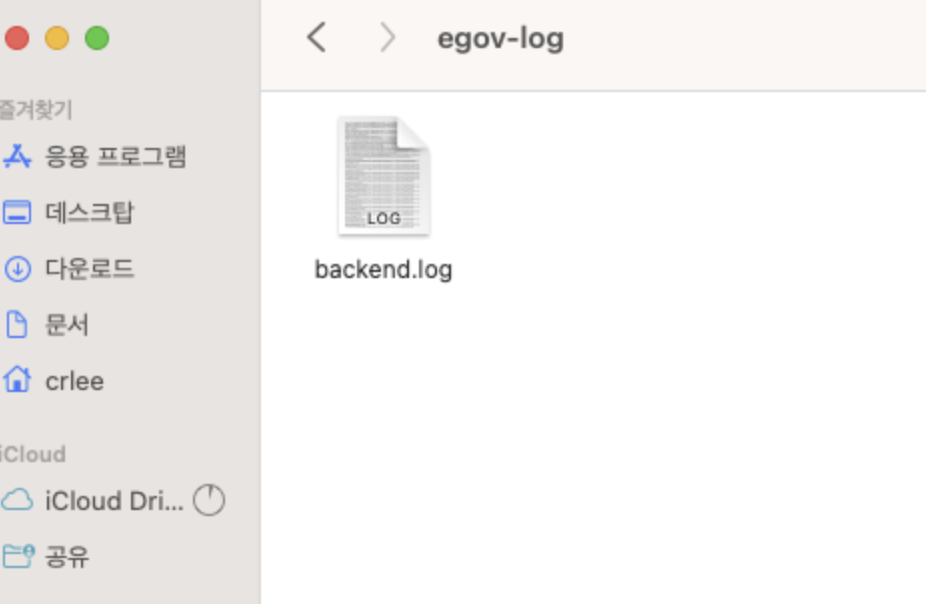 egov-log
즐겨찾기
응용 프로그램
데스크탑
다운로드
문서
crlee
iCloud
iCloud Dri...
공유
LOG
backend.log